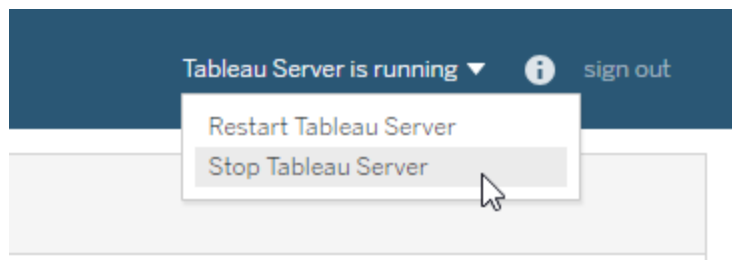 Tableau Server is running
sign out
Restart Tableau Server
Stop Tableau Server